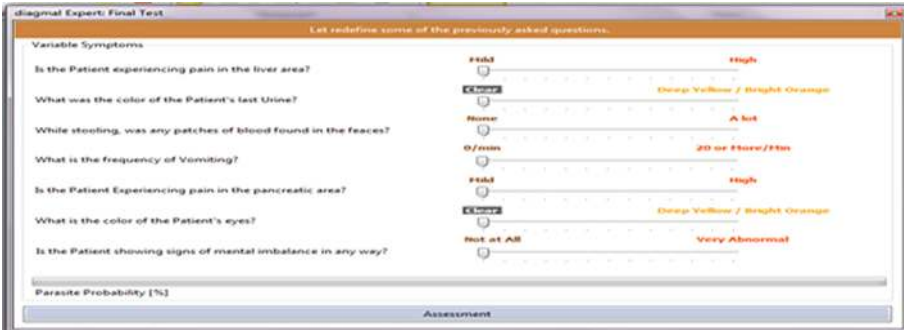 diagmal Expert: Final Test
Let redefine some of the previously asked questions.
Variable Symptoms
Is the Patient experiencing pain in the liver area?
Mild High
What was the color of the Patient's last Urine?
Clear Deep Yellow / Bright Orange
While stooling, was any patches of blood found in the feaces?
None A lot
What is the frequency of Vomiting?
0/min 20 or More/Min
Is the Patient Experiencing pain in the pancreatic area?
Mild High
What is the color of the Patient's eyes?
Clear Deep Yellow / Bright Orange
Is the Patient showing signs of mental imbalance in any way?
Not at All Very Abnormal
Parasite Probability [%]
Assessment